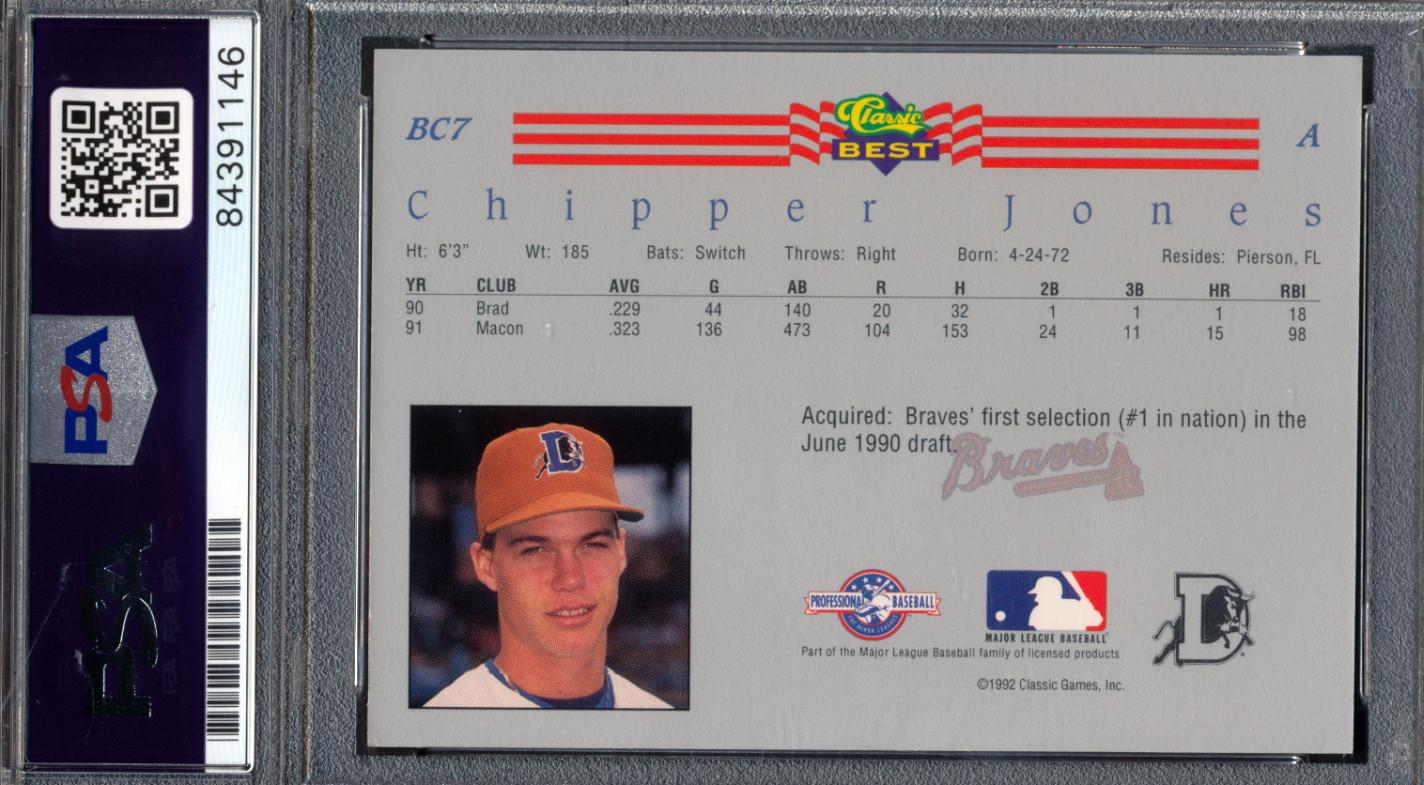 84391146
PSA
PSA
BC7
Classic
BEST
A
Chipper Jones
Ht: 6'3" Wt: 185 Bats: Switch Throws: Right Born: 4-24-72 Resides: Pierson, FL
YR CLUB AVG G AB R H 2B 3B HR RBI
90 Brad .229 44 140 20 32 1 1 1 18
91 Macon .323 136 473 104 153 24 11 15 98
Acquired: Braves' first selection (#1 in nation) in the
June 1990 draft.
Braves
D
PROFESSIONAL BASEBALL
THE MINOR LEAGUES
MAJOR LEAGUE BASEBALL
D
Part of the Major League Baseball family of licensed products
©1992 Classic Games, Inc.